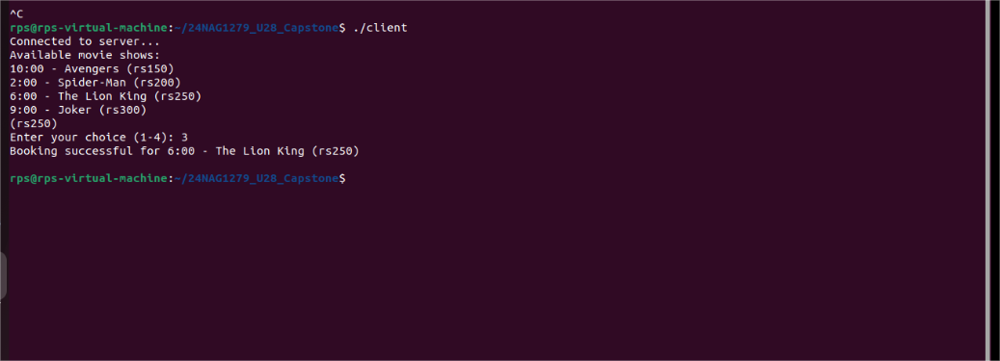 ^C
rps@rps-virtual-machine:~/24NAG1279_U28_Capstone$ ./client
Connected to server...
Available movie shows:
10:00 - Avengers (rs150)
2:00 - Spider-Man (rs200)
6:00 - The Lion King (rs250)
9:00 - Joker (rs300)
(rs250)
Enter your choice (1-4): 3
Booking successful for 6:00 - The Lion King (rs250)
rps@rps-virtual-machine:~/24NAG1279_U28_Capstone$